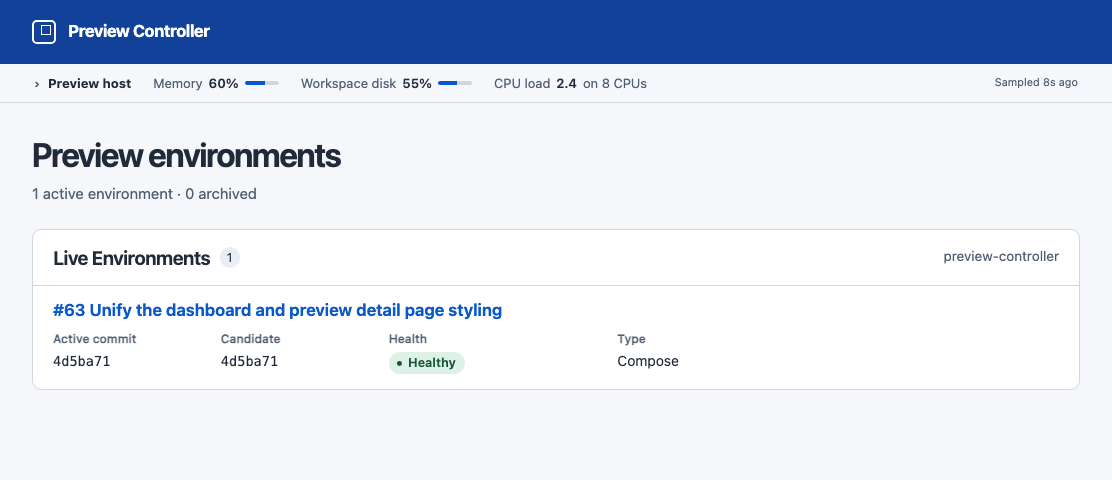 Preview Controller
› Preview host Memory 60% Workspace disk 55% CPU load 2.4 on 8 CPUs Sampled 8s ago
Preview environments
1 active environment · 0 archived
Live Environments 1 preview-controller
#63 Unify the dashboard and preview detail page styling
Active commit Candidate Health Type
4d5ba71 4d5ba71 Healthy Compose